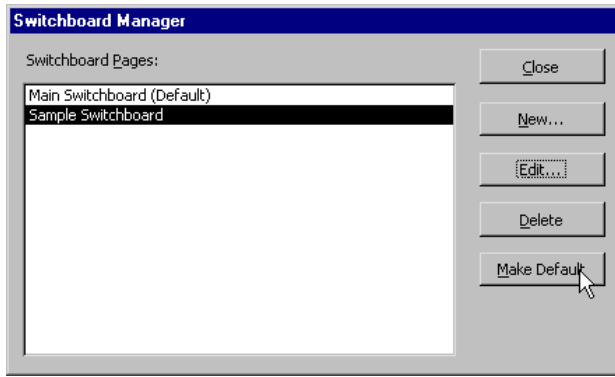 Switchboard Manager
Switchboard Pages:
Main Switchboard (Default)
Sample Switchboard
Close
New...
Edit...
Delete
Make Default